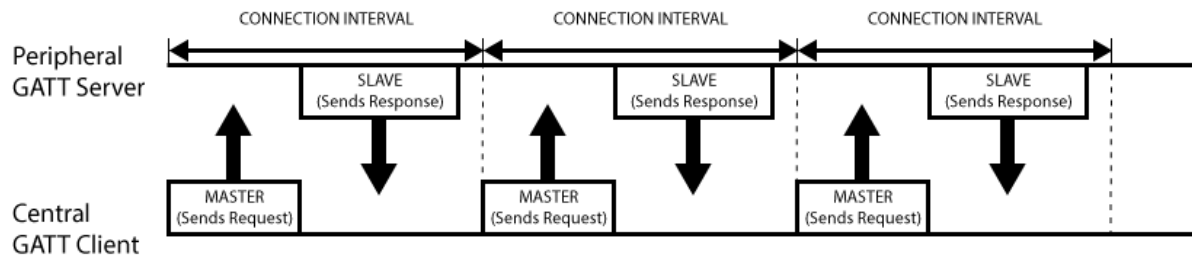 CONNECTION INTERVAL
CONNECTION INTERVAL
CONNECTION INTERVAL
Peripheral
GATT Server
SLAVE
(Sends Response)
SLAVE
(Sends Response)
SLAVE
(Sends Response)
MASTER
(Sends Request)
MASTER
(Sends Request)
MASTER
(Sends Request)
Central
GATT Client